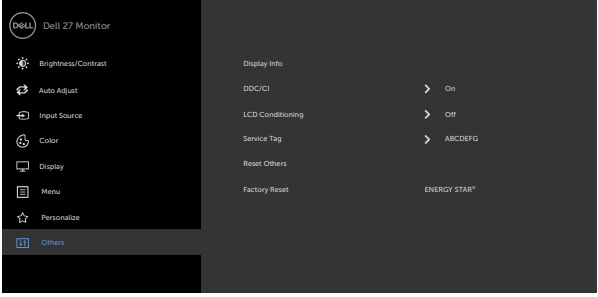 DELL
Dell 27 Monitor
Brightness/Contrast
Auto Adjust
Input Source
Color
Display
Menu
Personalize
Others
Display Info
DDC/CI On
LCD Conditioning Off
Service Tag ABCDEFG
Reset Others
Factory Reset ENERGY STAR®